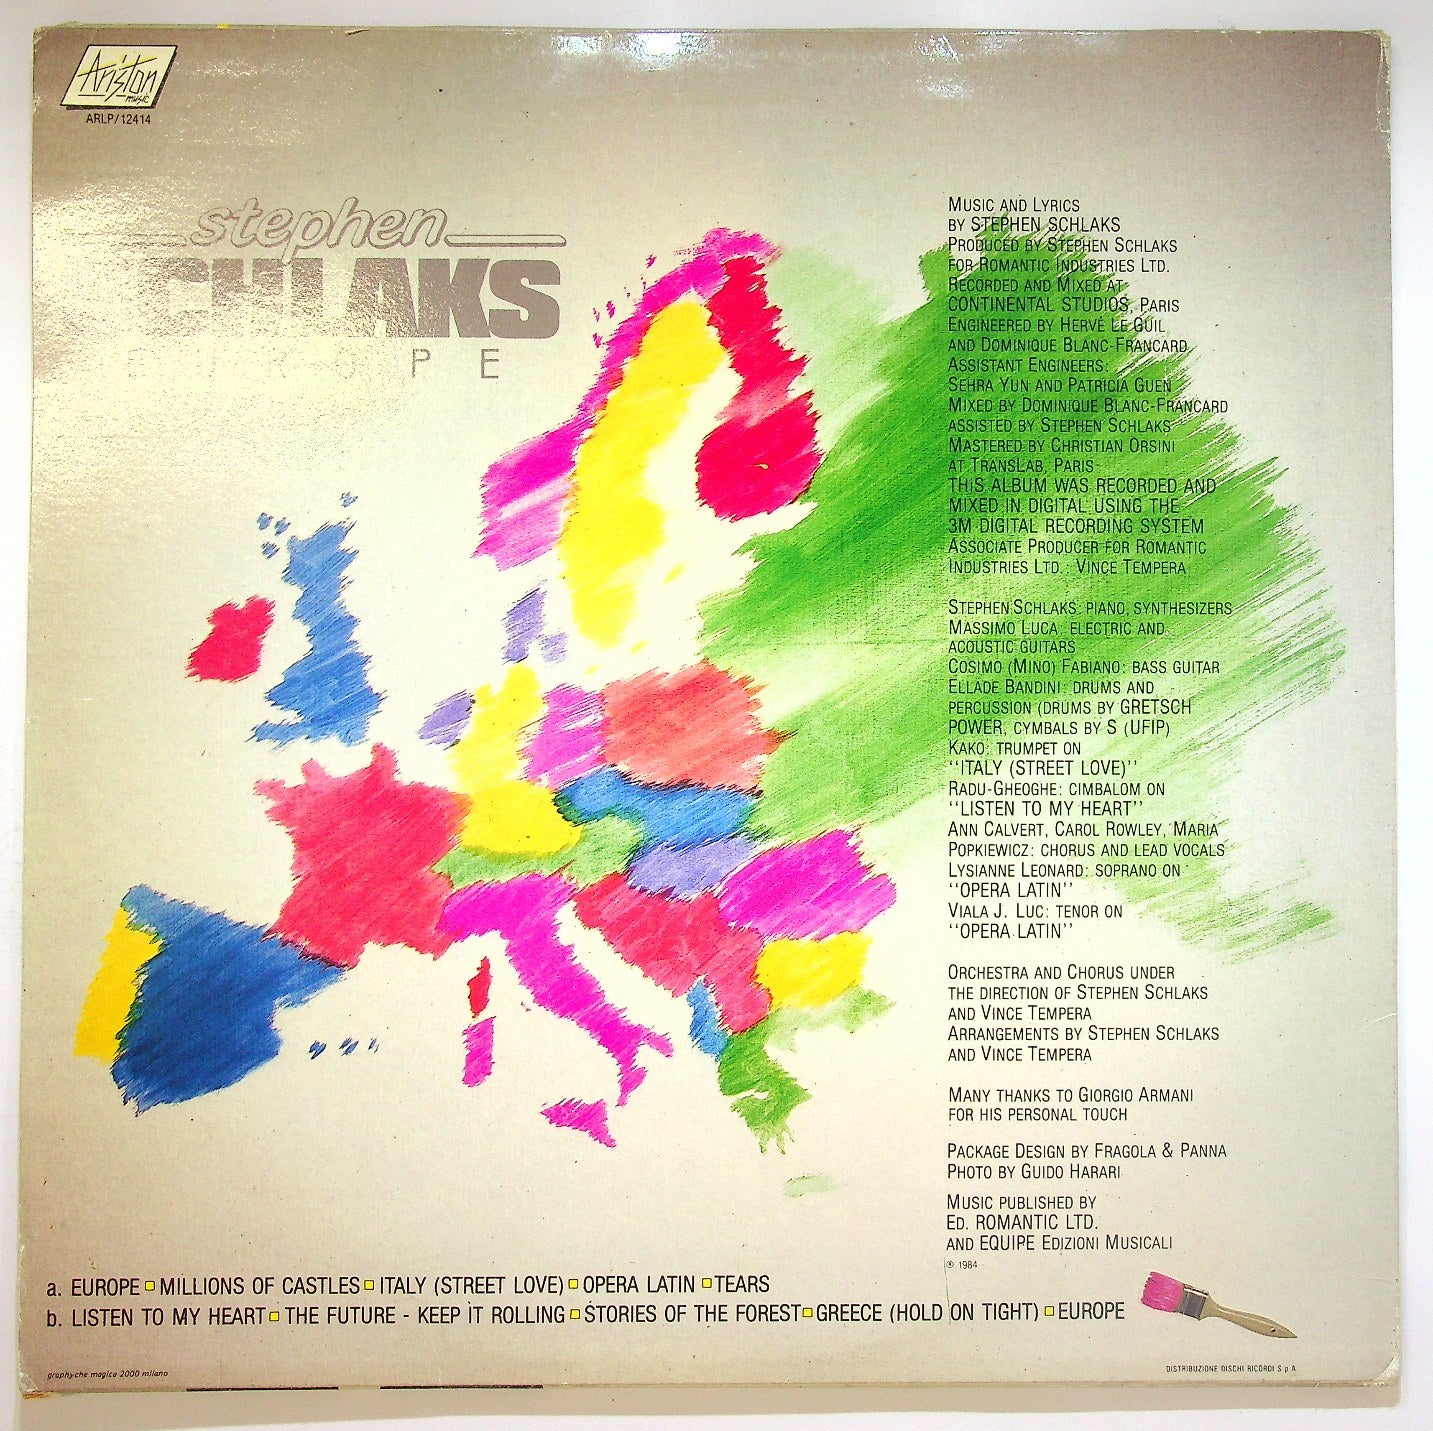 Ariston
music
ARLP/12414
stephen
SCHLAKS
EUROPE
MUSIC AND LYRICS
BY STEPHEN SCHLAKS
PRODUCED BY STEPHEN SCHLAKS
FOR ROMANTIC INDUSTRIES LTD.
RECORDED AND MIXED AT
CONTINENTAL STUDIOS, PARIS
ENGINEERED BY HERVÉ LE GUIL
AND DOMINIQUE BLANC-FRANCARD
ASSISTANT ENGINEERS:
SEHRA YUN AND PATRICIA GUEN
MIXED BY DOMINIQUE BLANC-FRANCARD
ASSISTED BY STEPHEN SCHLAKS
MASTERED BY CHRISTIAN ORSINI
AT TRANSLAB, PARIS
THIS ALBUM WAS RECORDED AND
MIXED IN DIGITAL USING THE
3M DIGITAL RECORDING SYSTEM
ASSOCIATE PRODUCER FOR ROMANTIC
INDUSTRIES LTD.: VINCE TEMPERA
STEPHEN SCHLAKS: PIANO, SYNTHESIZERS
MASSIMO LUCA: ELECTRIC AND
ACOUSTIC GUITARS
COSIMO (MINO) FABIANO: BASS GUITAR
ELLADE BANDINI: DRUMS AND
PERCUSSION (DRUMS BY GRETSCH
POWER, CYMBALS BY S (UFIP)
KAKO: TRUMPET ON
''ITALY (STREET LOVE)''
RADU-GHEOGHE: CIMBALOM ON
''LISTEN TO MY HEART''
ANN CALVERT, CAROL ROWLEY, MARIA
POPKIEWICZ: CHORUS AND LEAD VOCALS
LYSIANNE LEONARD: SOPRANO ON
''OPERA LATIN''
VIALA J. LUC: TENOR ON
''OPERA LATIN''
ORCHESTRA AND CHORUS UNDER
THE DIRECTION OF STEPHEN SCHLAKS
AND VINCE TEMPERA
ARRANGEMENTS BY STEPHEN SCHLAKS
AND VINCE TEMPERA
MANY THANKS TO GIORGIO ARMANI
FOR HIS PERSONAL TOUCH
PACKAGE DESIGN BY FRAGOLA & PANNA
PHOTO BY GUIDO HARARI
MUSIC PUBLISHED BY
ED. ROMANTIC LTD.
AND EQUIPE EDIZIONI MUSICALI
℗ 1984
a. EUROPE MILLIONS OF CASTLES ITALY (STREET LOVE) OPERA LATIN TEARS
b. LISTEN TO MY HEART THE FUTURE - KEEP IT ROLLING STORIES OF THE FOREST GREECE (HOLD ON TIGHT) EUROPE
DISTRIBUZIONE DISCHI RICORDI S.p.A.
graphyche magica 2000 milano